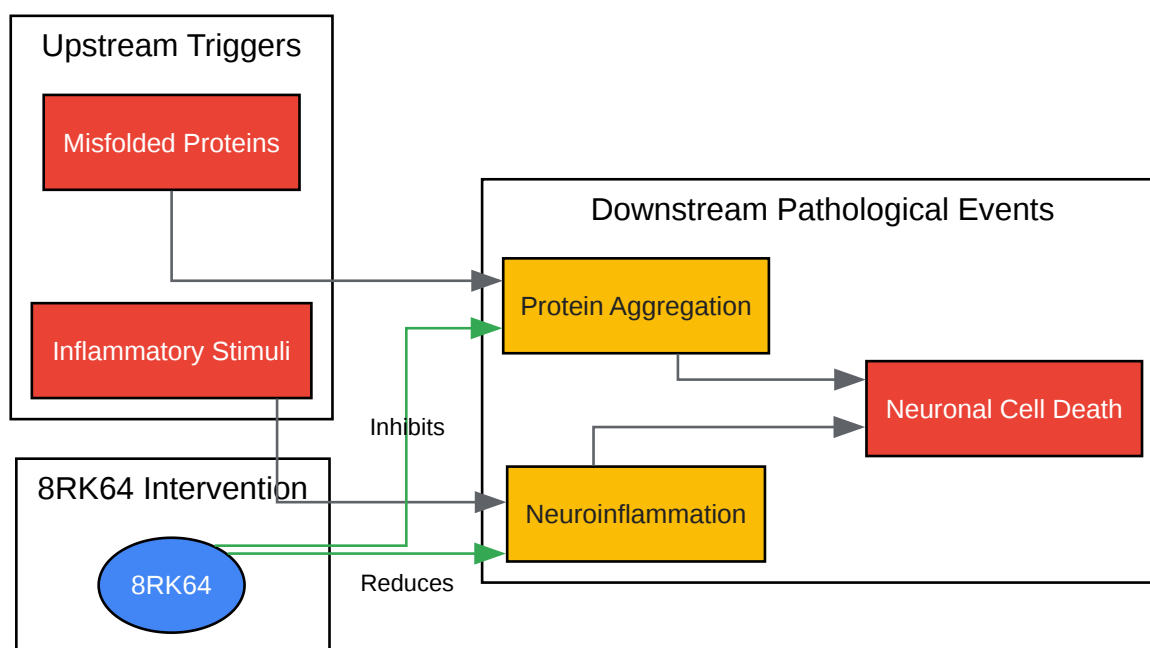 Upstream Triggers
Misfolded Proteins
Inflammatory Stimuli
Downstream Pathological Events
Protein Aggregation
Neuronal Cell Death
Neuroinflammation
Inhibits
8RK64 Intervention
8RK64
Reduces